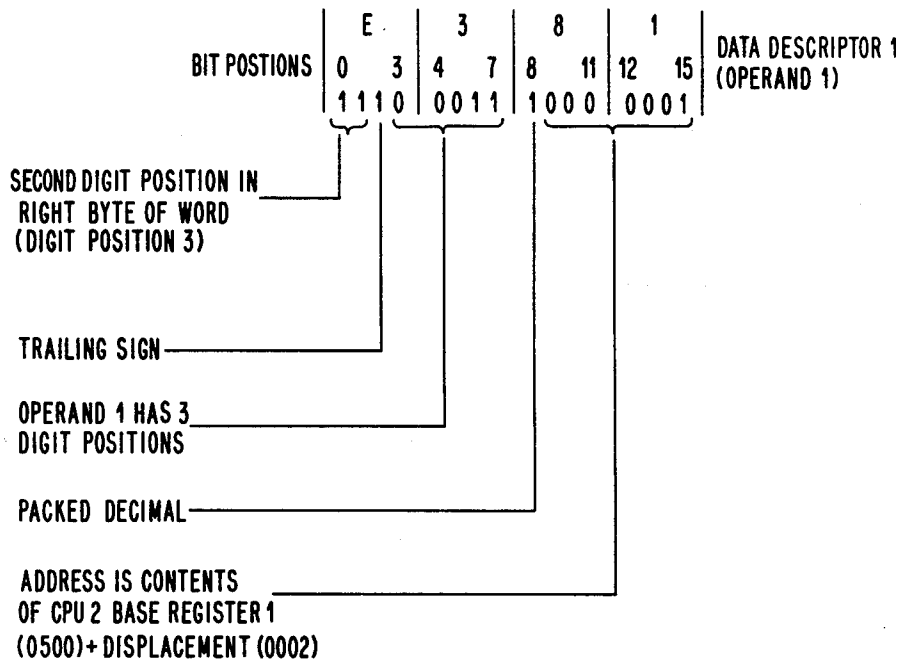 E 3 8 1
BIT POSTIONS 0 3 4 7 8 11 12 15
1110 0011 1000 0001
DATA DESCRIPTOR 1
(OPERAND 1)
SECOND DIGIT POSITION IN
RIGHT BYTE OF WORD
(DIGIT POSITION 3)
TRAILING SIGN
OPERAND 1 HAS 3
DIGIT POSITIONS
PACKED DECIMAL
ADDRESS IS CONTENTS
OF CPU 2 BASE REGISTER 1
(0500)+ DISPLACEMENT (0002)